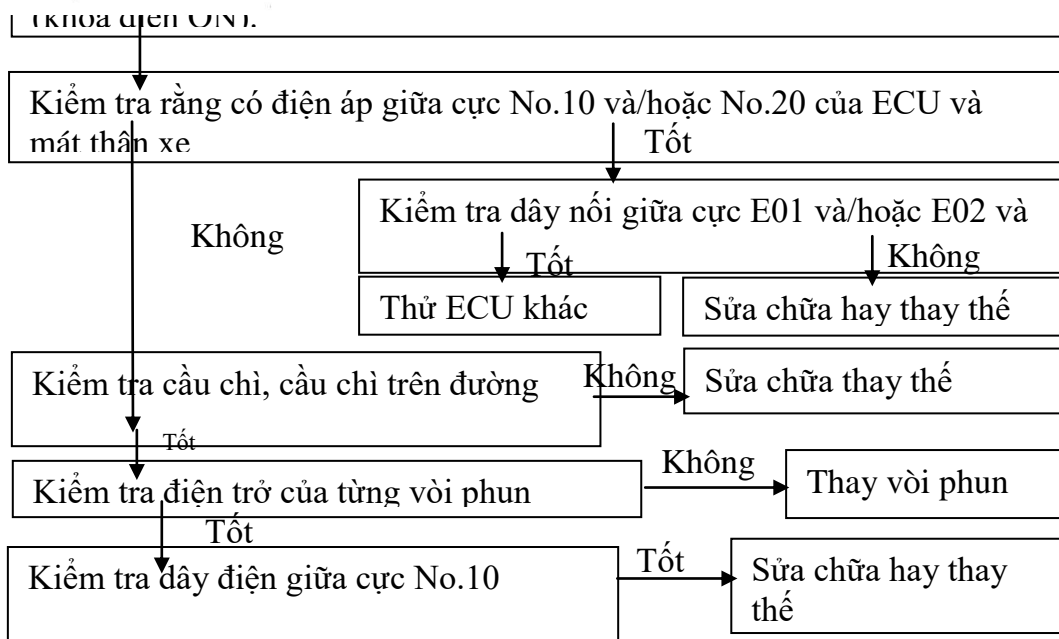 (khoá điện ON).
Kiểm tra rằng có điện áp giữa cực No.10 và/hoặc No.20 của ECU và
mát thân xe
Tốt
Kiểm tra dây nối giữa cực E01 và/hoặc E02 và
Không
Tốt
Không
Thử ECU khác
Sửa chữa hay thay thế
Kiểm tra cầu chì, cầu chì trên đường
Không
Sửa chữa thay thế
Tốt
Kiểm tra điện trở của từng vòi phun
Không
Thay vòi phun
Tốt
Kiểm tra dây điện giữa cực No.10
Tốt
Sửa chữa hay thay
thế